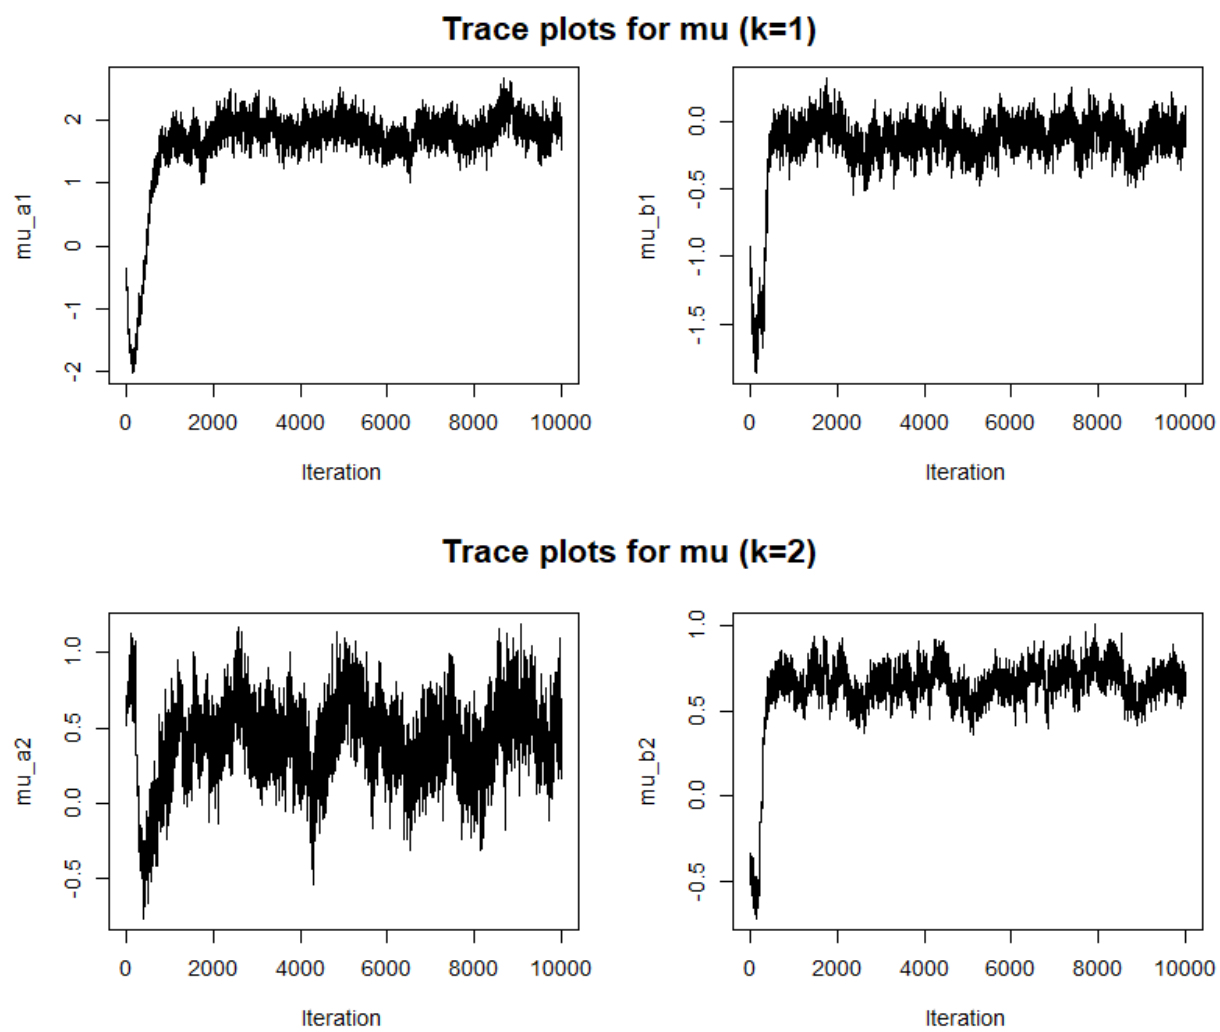 Trace plots for mu (k=1)
mu_a1
2
1
0
-1
-2
0 2000 4000 6000 8000 10000
Iteration
mu_b1
0.0
-0.5
-1.0
-1.5
0 2000 4000 6000 8000 10000
Iteration
Trace plots for mu (k=2)
mu_a2
1.0
0.5
0.0
-0.5
0 2000 4000 6000 8000 10000
Iteration
mu_b2
1.0
0.5
0.0
-0.5
0 2000 4000 6000 8000 10000
Iteration